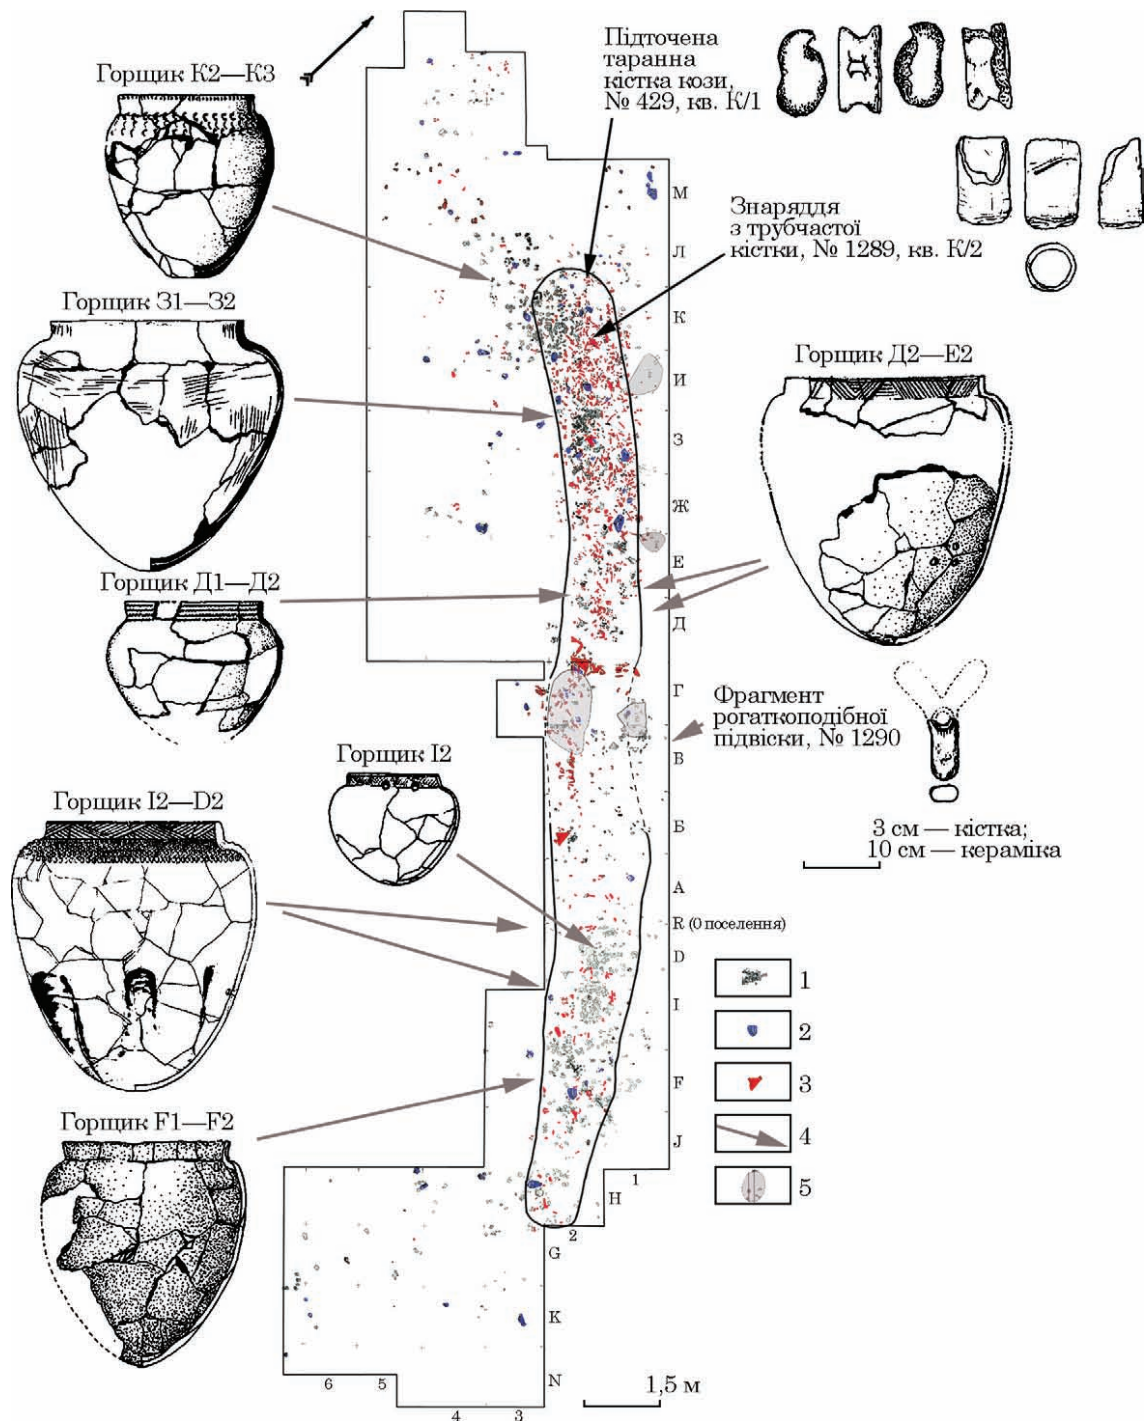 Горщик К2—К3
Підточена
таранна
кістка кози,
№ 429, кв. К/1
Знаряддя
з трубчастої
кістки, № 1289, кв. К/2
Горщик З1—З2
Горщик Д2—Е2
Горщик Д1—Д2
Фрагмент
рогаткоподібної
підвіски, № 1290
Горщик І2
Горщик І2—D2
3 см — кістка;
10 см — кераміка
Горщик F1—F2
М
Л
К
И
З
Ж
Е
Д
Г
В
Б
А
R (0 поселення)
D
I
F
J
H
G
K
N
1
2
3
4
5
1
2
6
5
4
3
1,5 м